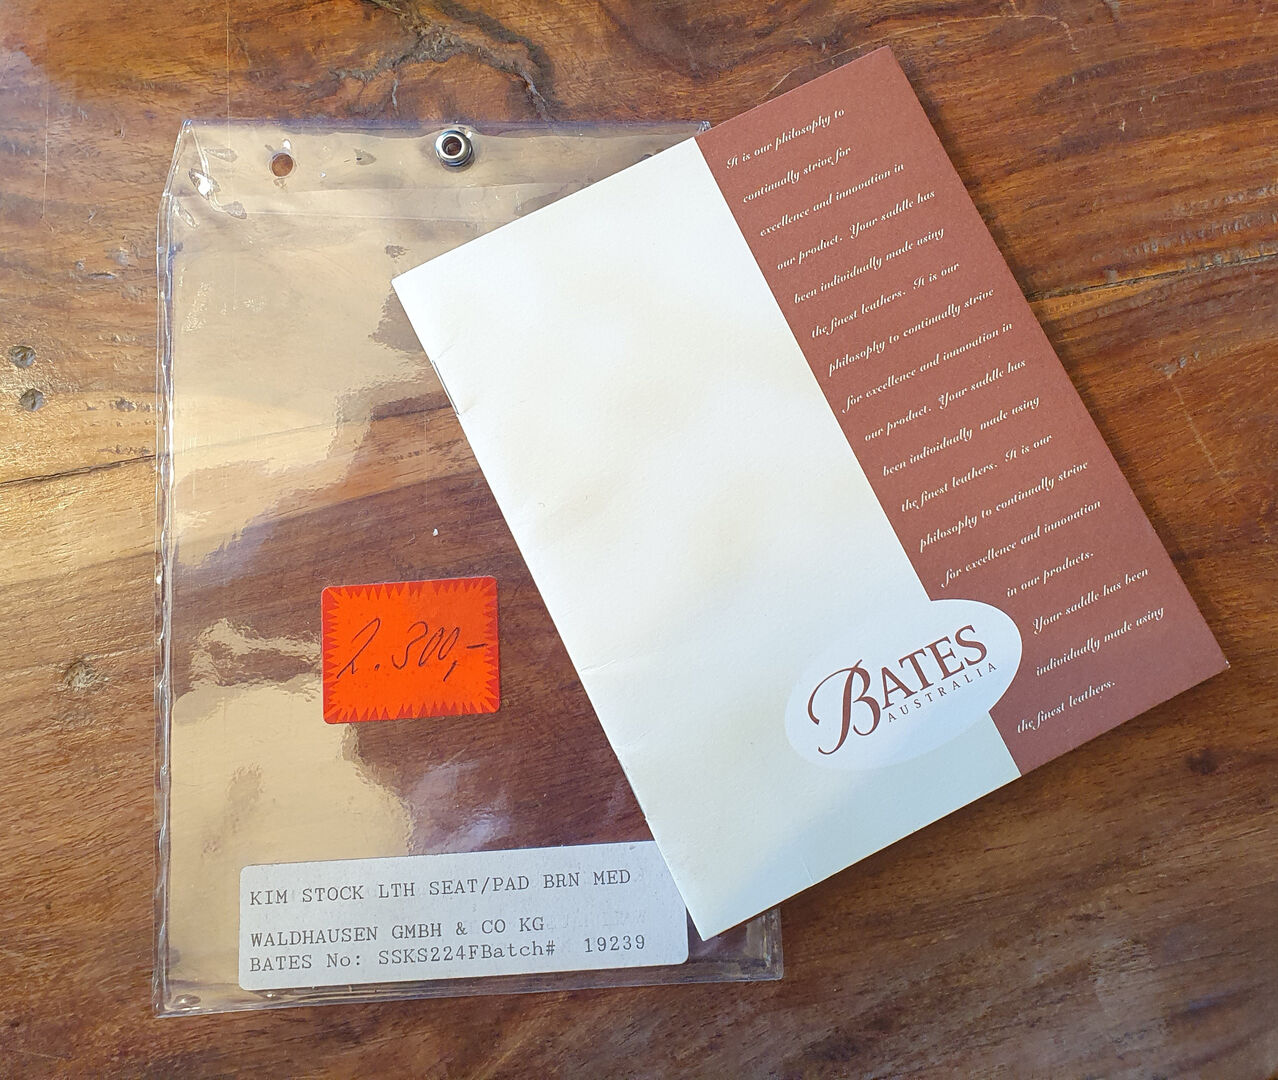 It is our philosophy to
continually strive for
excellence and innovation in
our product. Your saddle has
been individually made using
the finest leathers. It is our
philosophy to continually strive
for excellence and innovation in
our product. Your saddle has
been individually made using
the finest leathers. It is our
philosophy to continually strive
for excellence and innovation
in our products.
Your saddle has been
individually made using
the finest leathers.
BATES
AUSTRALIA
2.300,-
KIM STOCK LTH SEAT/PAD BRN MED
WALDHAUSEN GMBH & CO KG
BATES No: SSKS224FBatch# 19239